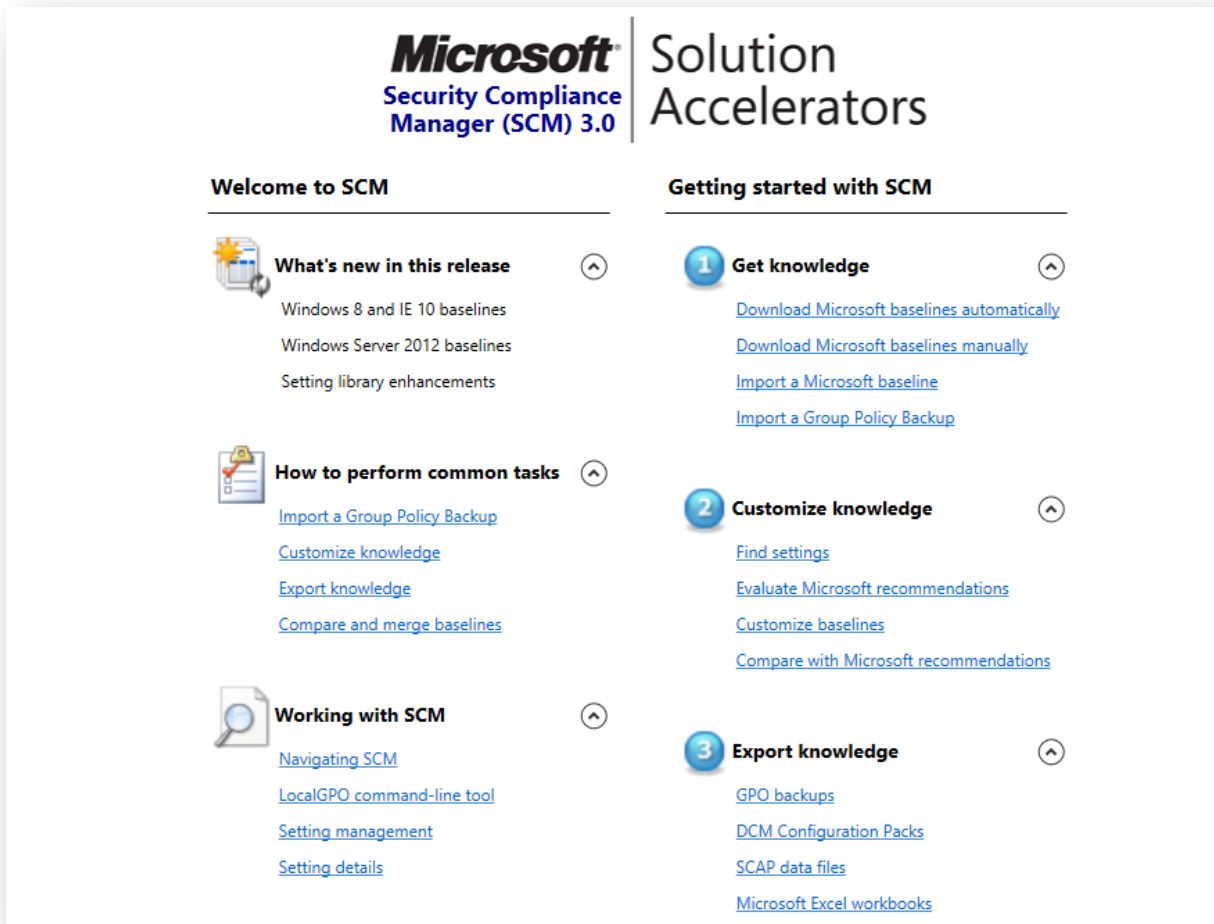 Microsoft
Security Compliance
Manager (SCM) 3.0
Solution
Accelerators
Welcome to SCM
What's new in this release
Windows 8 and IE 10 baselines
Windows Server 2012 baselines
Setting library enhancements
How to perform common tasks
Import a Group Policy Backup
Customize knowledge
Export knowledge
Compare and merge baselines
Working with SCM
Navigating SCM
LocalGPO command-line tool
Setting management
Setting details
Getting started with SCM
1 Get knowledge
Download Microsoft baselines automatically
Download Microsoft baselines manually
Import a Microsoft baseline
Import a Group Policy Backup
2 Customize knowledge
Find settings
Evaluate Microsoft recommendations
Customize baselines
Compare with Microsoft recommendations
3 Export knowledge
GPO backups
DCM Configuration Packs
SCAP data files
Microsoft Excel workbooks